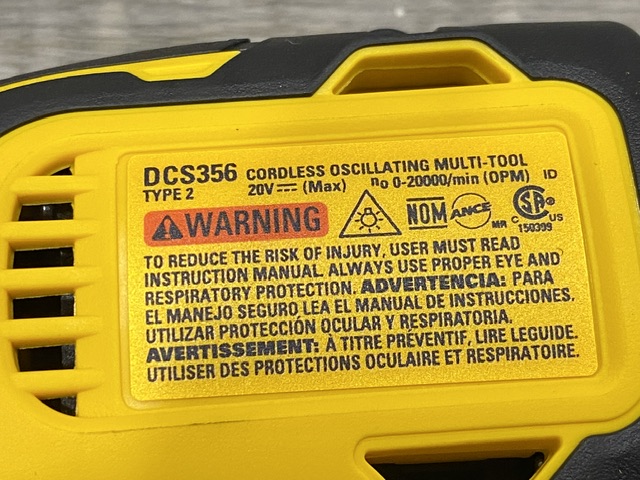 DCS356 CORDLESS OSCILLATING MULTI-TOOL
TYPE 2 20V⎓ (Max) n₀ 0-20000/min (OPM) ID
WARNING NOM ANCE MR C SA ® US
150399
TO REDUCE THE RISK OF INJURY, USER MUST READ
INSTRUCTION MANUAL. ALWAYS USE PROPER EYE AND
RESPIRATORY PROTECTION. ADVERTENCIA: PARA
EL MANEJO SEGURO LEA EL MANUAL DE INSTRUCCIONES.
UTILIZAR PROTECCIÓN OCULAR Y RESPIRATORIA.
AVERTISSEMENT: À TITRE PRÉVENTIF, LIRE LEGUIDE.
UTILISER DES PROTECTIONS OCULAIRE ET RESPIRATOIRE.